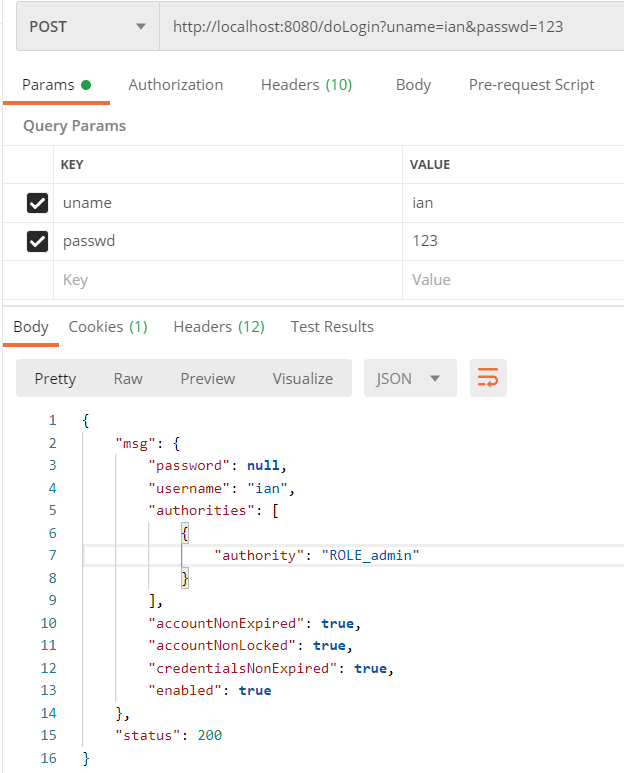 POST http://localhost:8080/doLogin?uname=ian&passwd=123
Params Authorization Headers (10) Body Pre-request Script
Query Params
KEY VALUE
uname ian
passwd 123
Key Value
Body Cookies (1) Headers (12) Test Results
Pretty Raw Preview Visualize JSON
1 {
2 "msg": {
3 "password": null,
4 "username": "ian",
5 "authorities": [
6 {
7 "authority": "ROLE_admin"
8 }
9 ],
10 "accountNonExpired": true,
11 "accountNonLocked": true,
12 "credentialsNonExpired": true,
13 "enabled": true
14 },
15 "status": 200
16 }